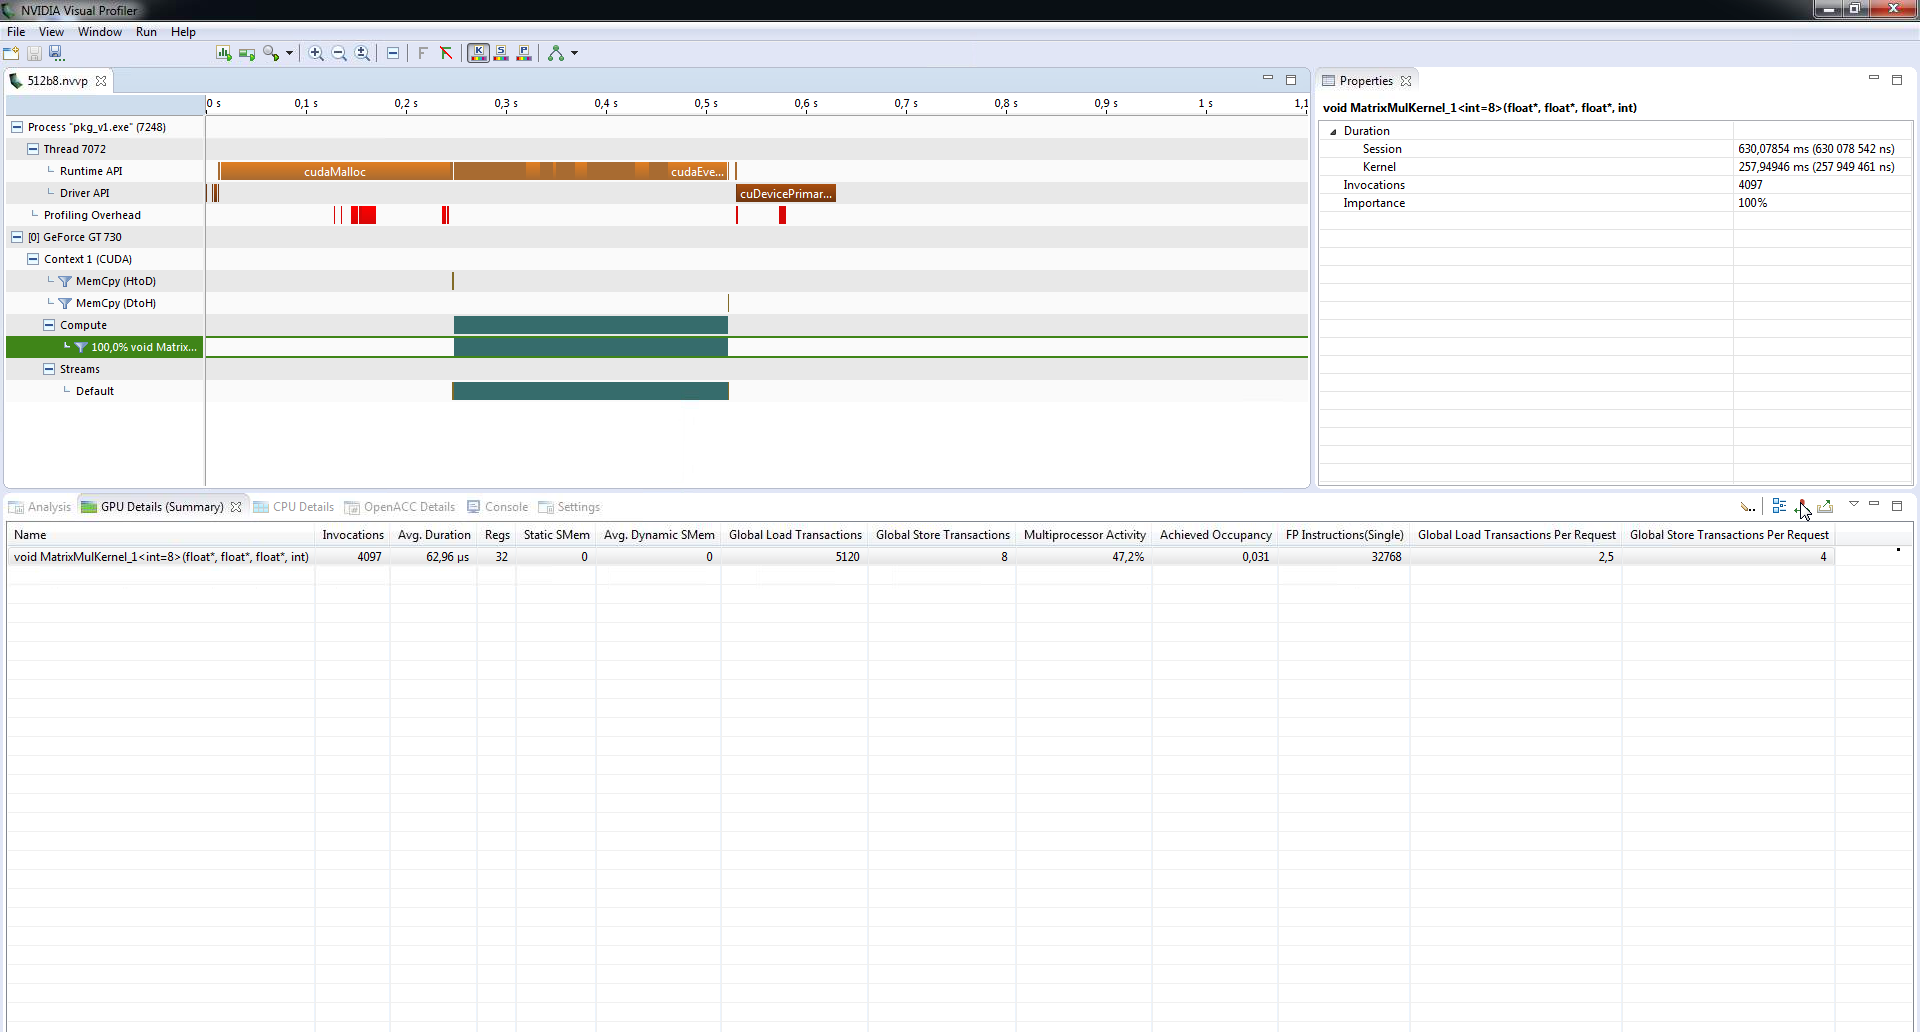 NVIDIA Visual Profiler
File View Window Run Help
512b8.nvvp
0 s 0,1 s 0,2 s 0,3 s 0,4 s 0,5 s 0,6 s 0,7 s 0,8 s 0,9 s 1 s 1,1
Process "pkg_v1.exe" (7248)
Thread 7072
Runtime API cudaMalloc cudaEve...
Driver API cuDevicePrimar...
Profiling Overhead
[0] GeForce GT 730
Context 1 (CUDA)
MemCpy (HtoD)
MemCpy (DtoH)
Compute
100,0% void Matrix...
Streams
Default
Properties
void MatrixMulKernel_1<int=8>(float*, float*, float*, int)
Duration
Session 630,07854 ms (630 078 542 ns)
Kernel 257,94946 ms (257 949 461 ns)
Invocations 4097
Importance 100%
Analysis GPU Details (Summary) CPU Details OpenACC Details Console Settings
Name Invocations Avg. Duration Regs Static SMem Avg. Dynamic SMem Global Load Transactions Global Store Transactions Multiprocessor Activity Achieved Occupancy FP Instructions(Single) Global Load Transactions Per Request Global Store Transactions Per Request
void MatrixMulKernel_1<int=8>(float*, float*, float*, int) 4097 62,96 µs 32 0 0 5120 8 47,2% 0,031 32768 2,5 4